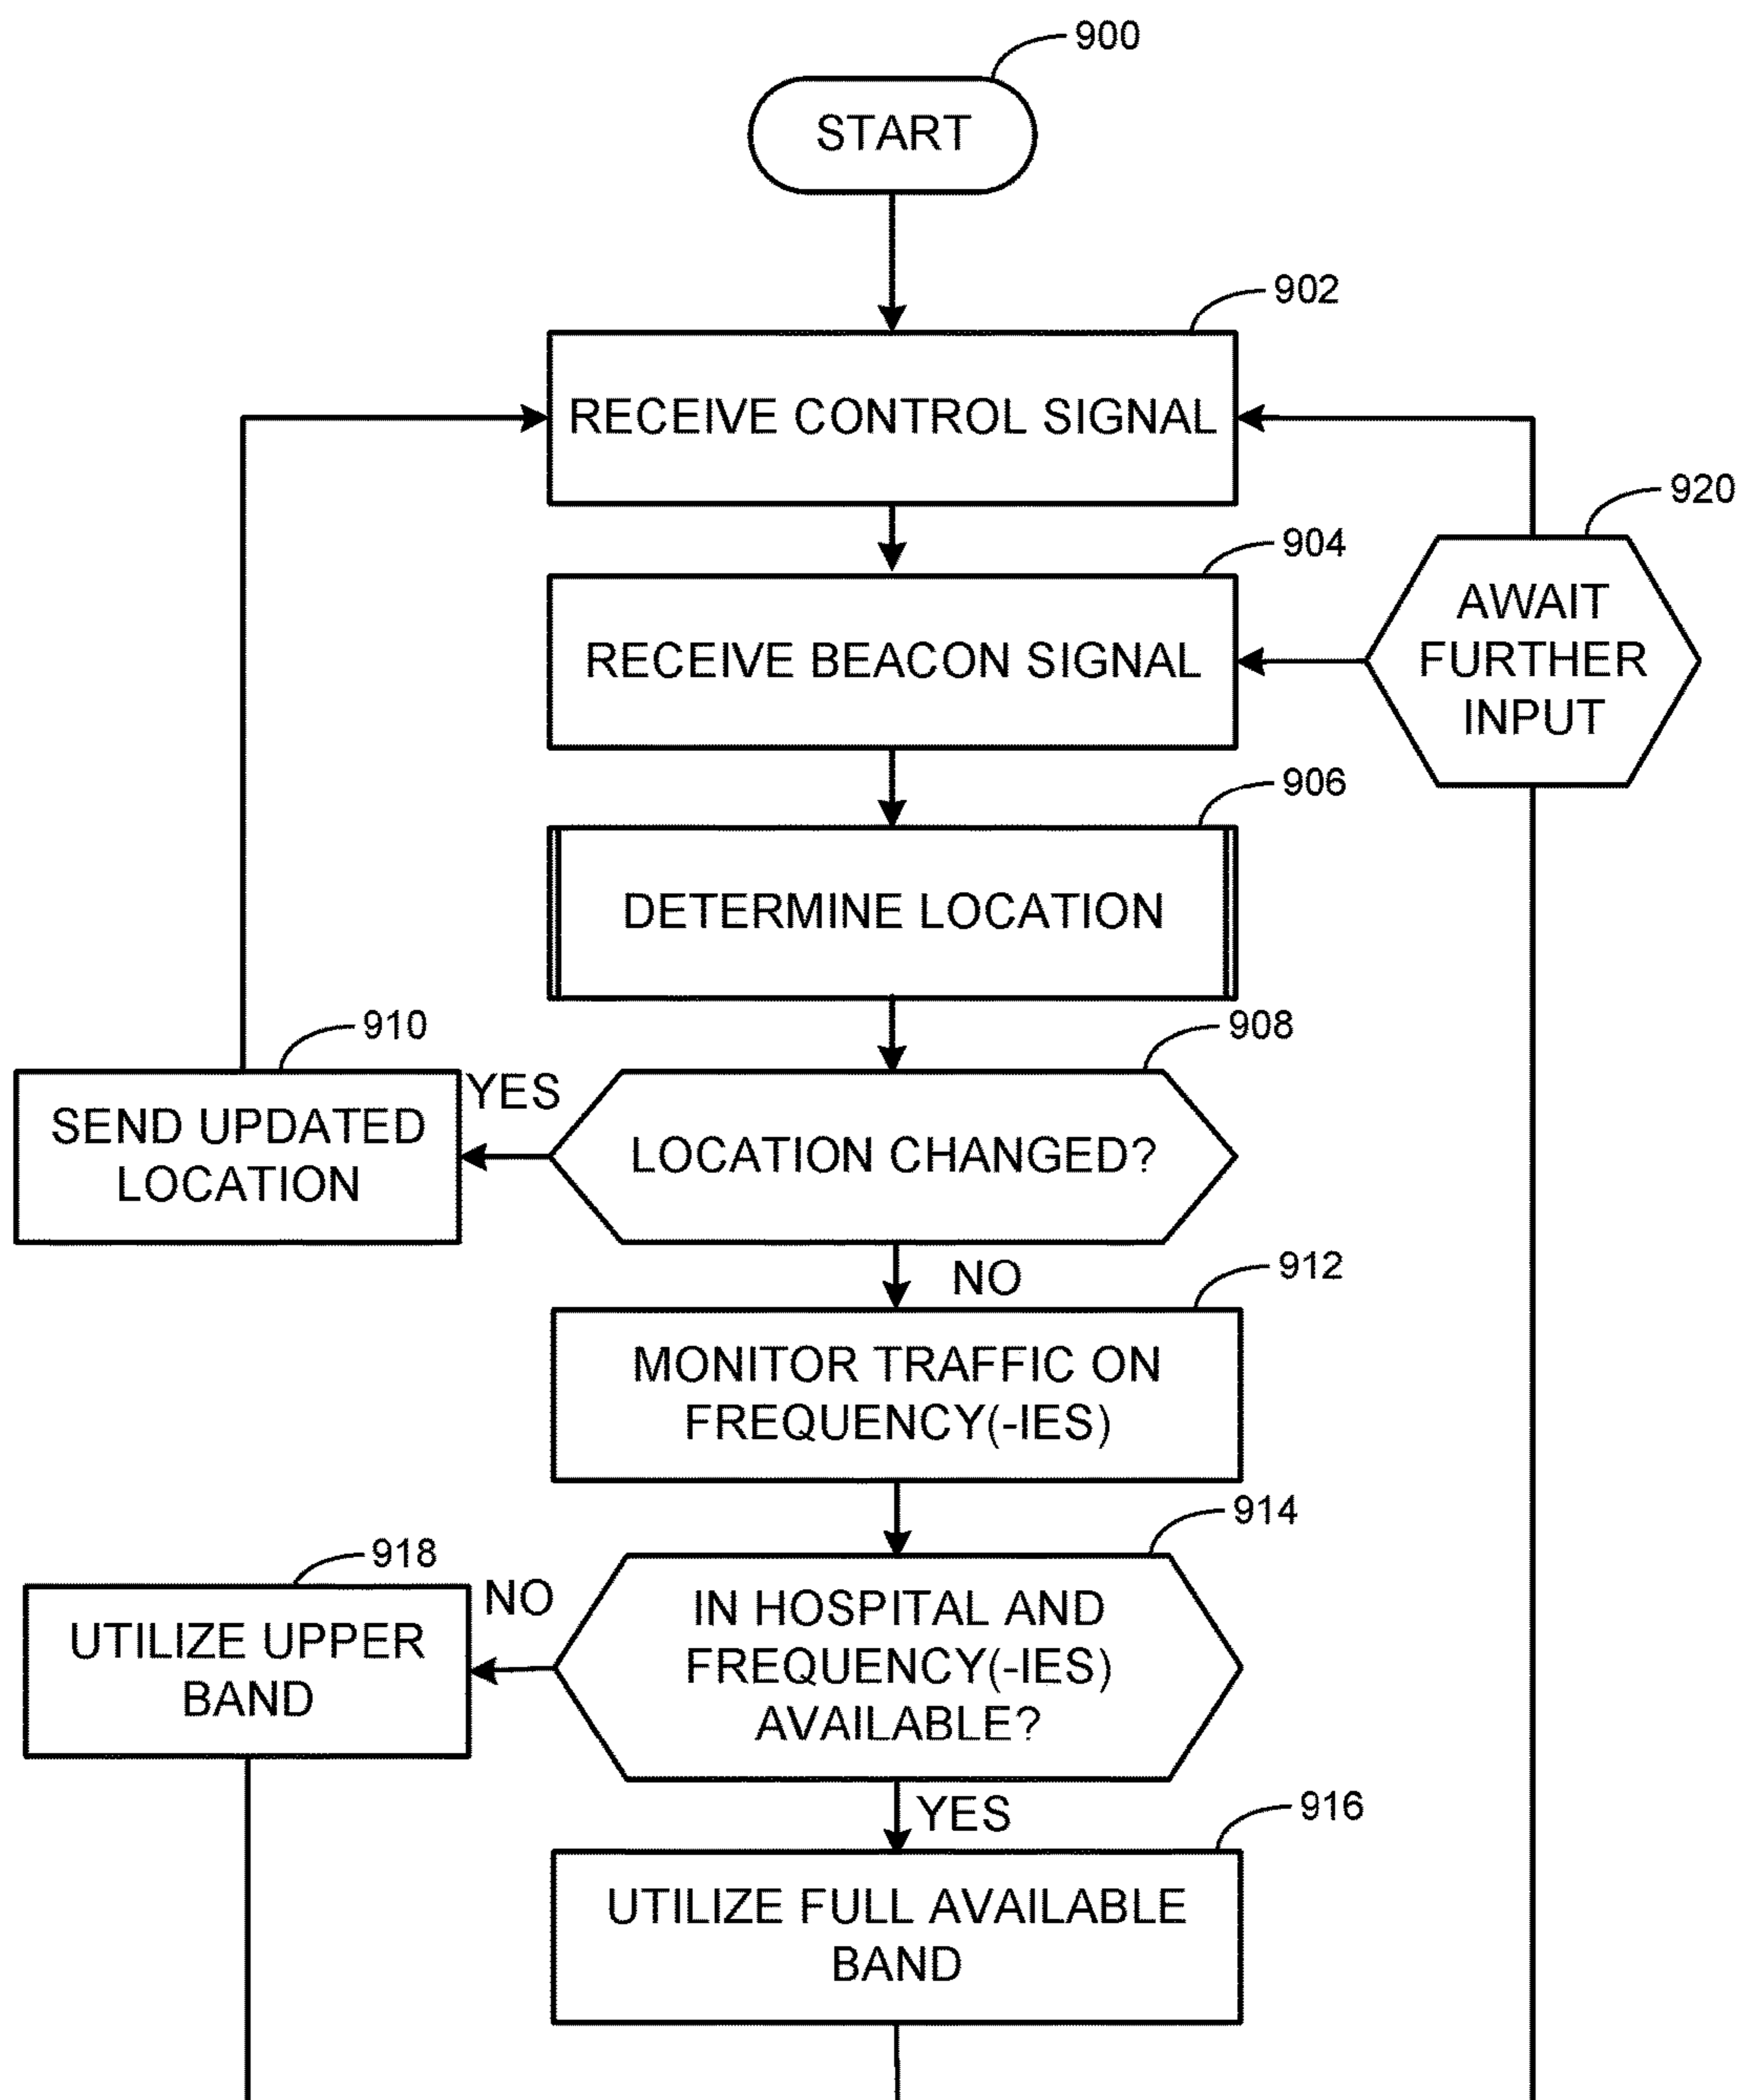 900
START
902
RECEIVE CONTROL SIGNAL
920
904
AWAIT
FURTHER
INPUT
RECEIVE BEACON SIGNAL
906
DETERMINE LOCATION
910
908
YES
SEND UPDATED
LOCATION
LOCATION CHANGED?
NO
912
MONITOR TRAFFIC ON
FREQUENCY(-IES)
914
918
NO
IN HOSPITAL AND
FREQUENCY(-IES)
AVAILABLE?
UTILIZE UPPER
BAND
YES
916
UTILIZE FULL AVAILABLE
BAND